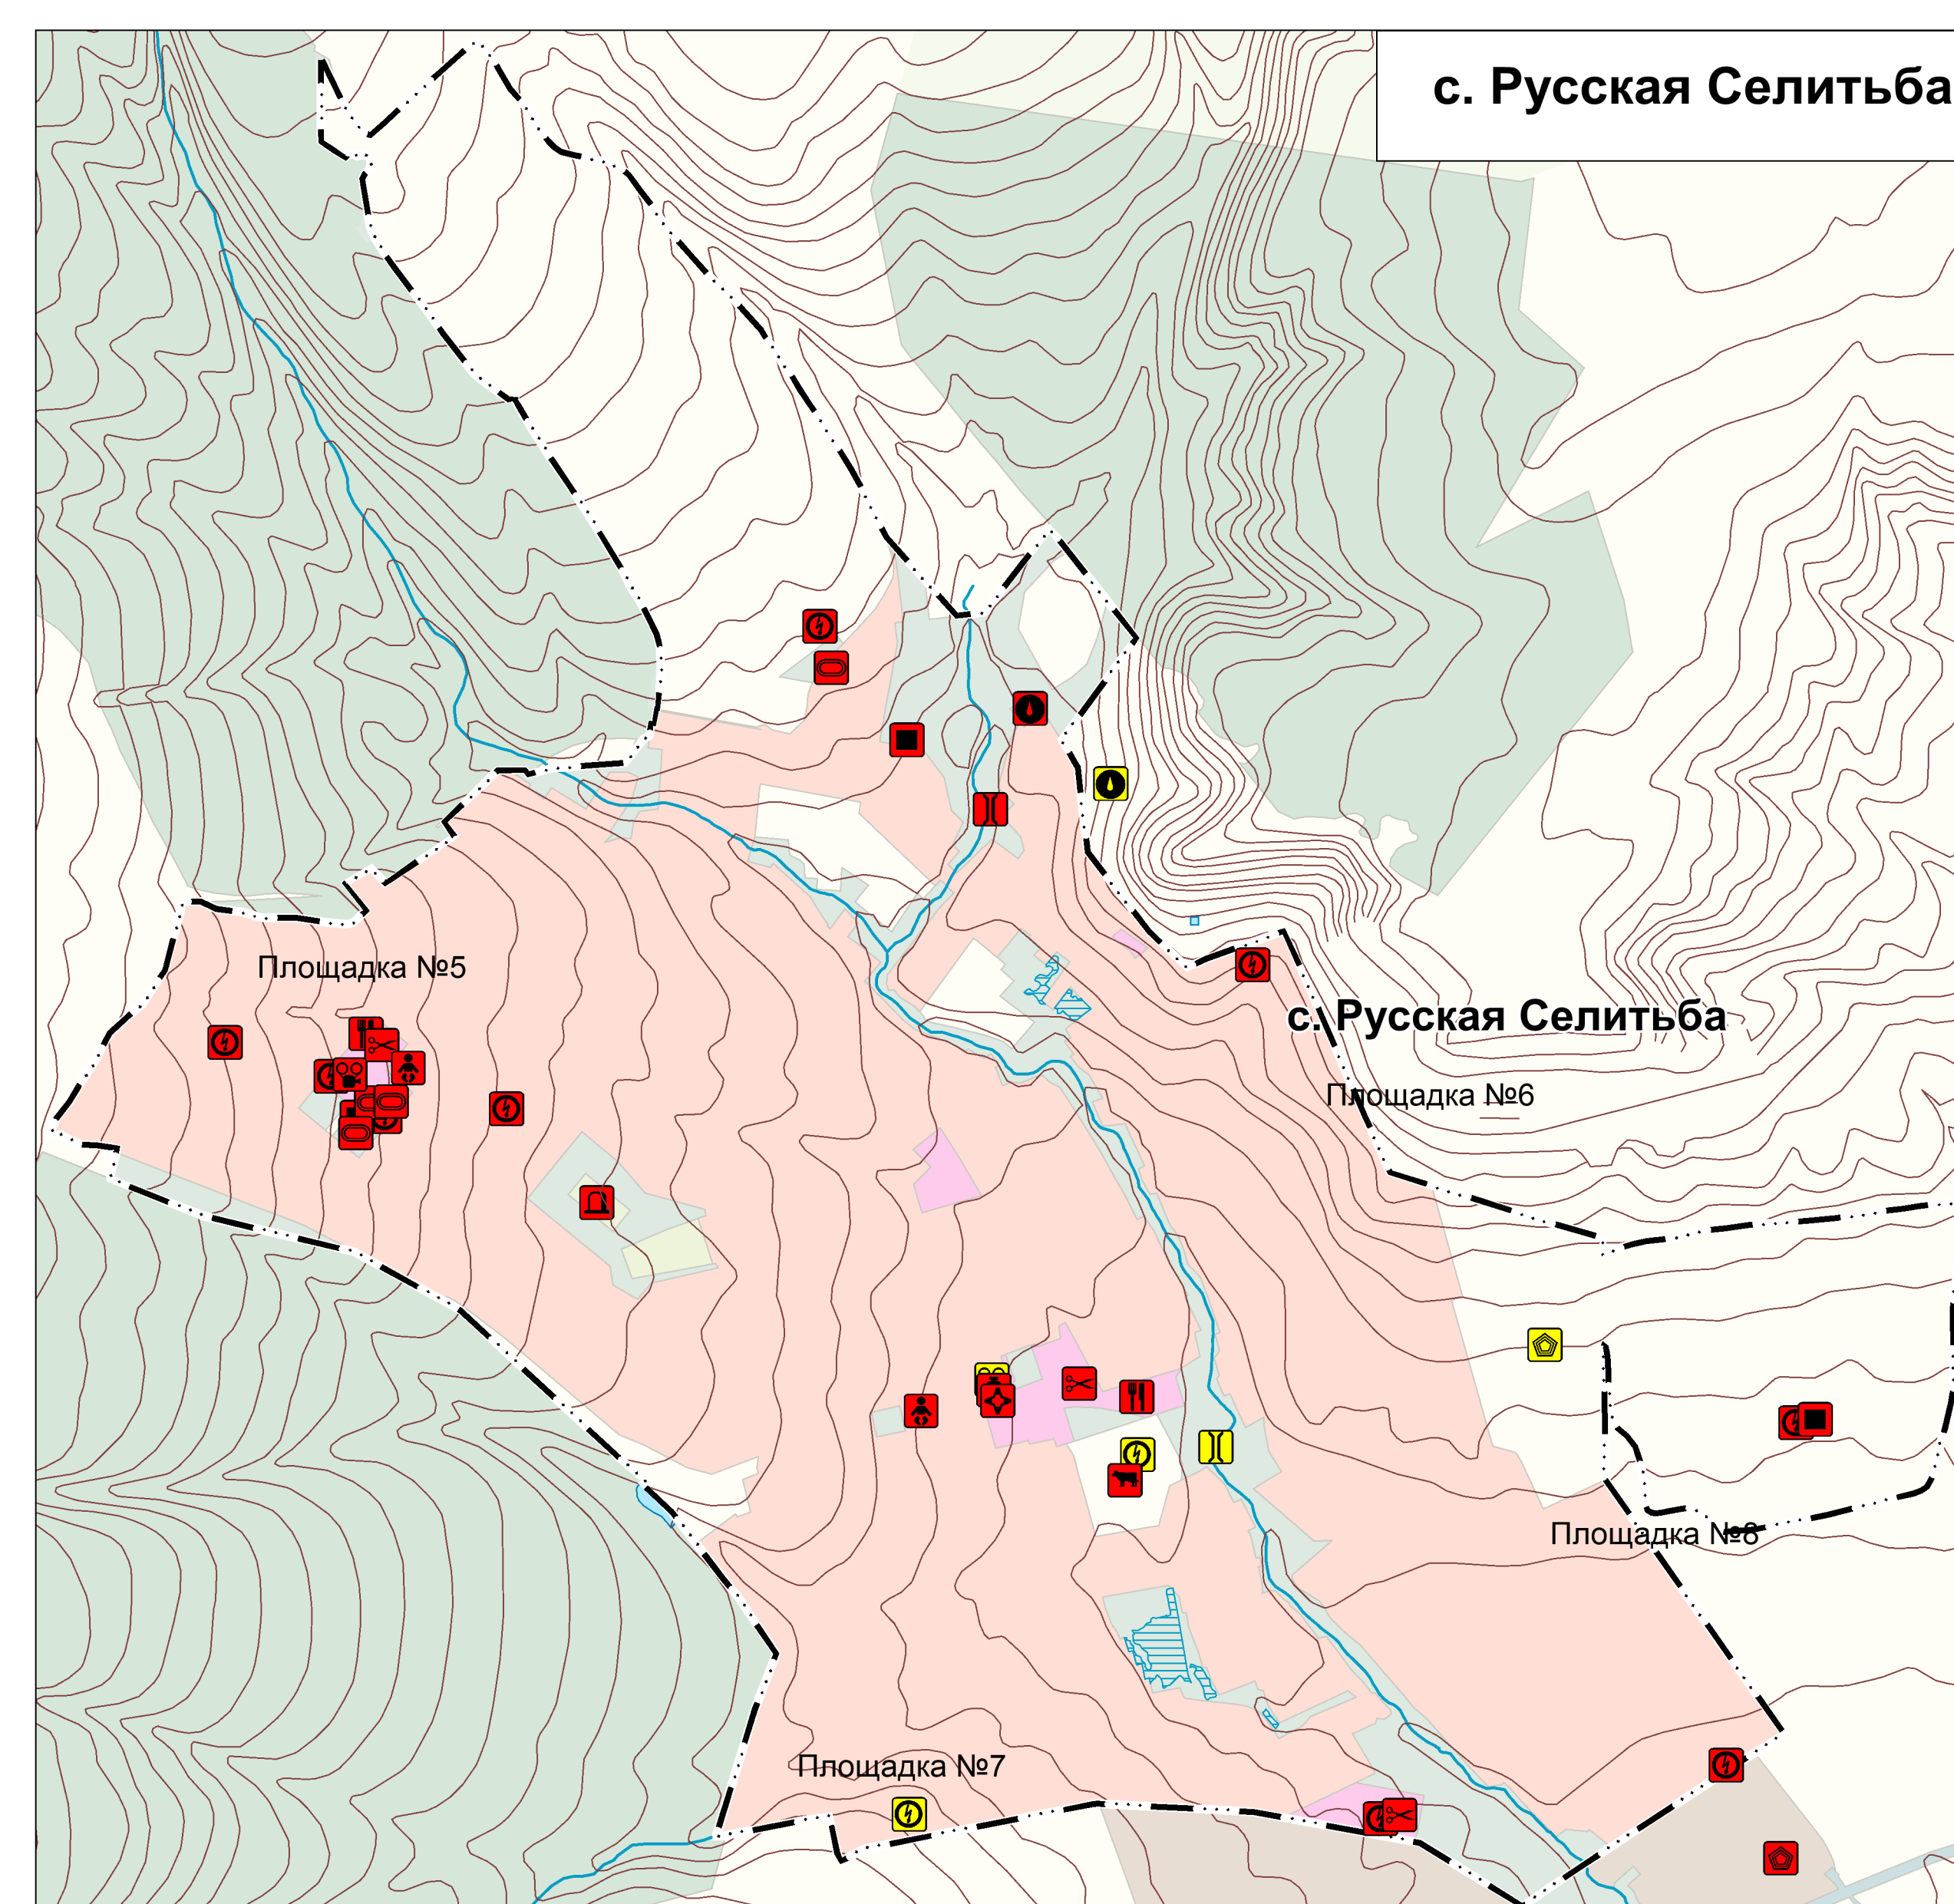 с. Русская Селитьба
Площадка №5
с. Русская Селитьба
Площадка №6
Площадка №8
Площадка №7